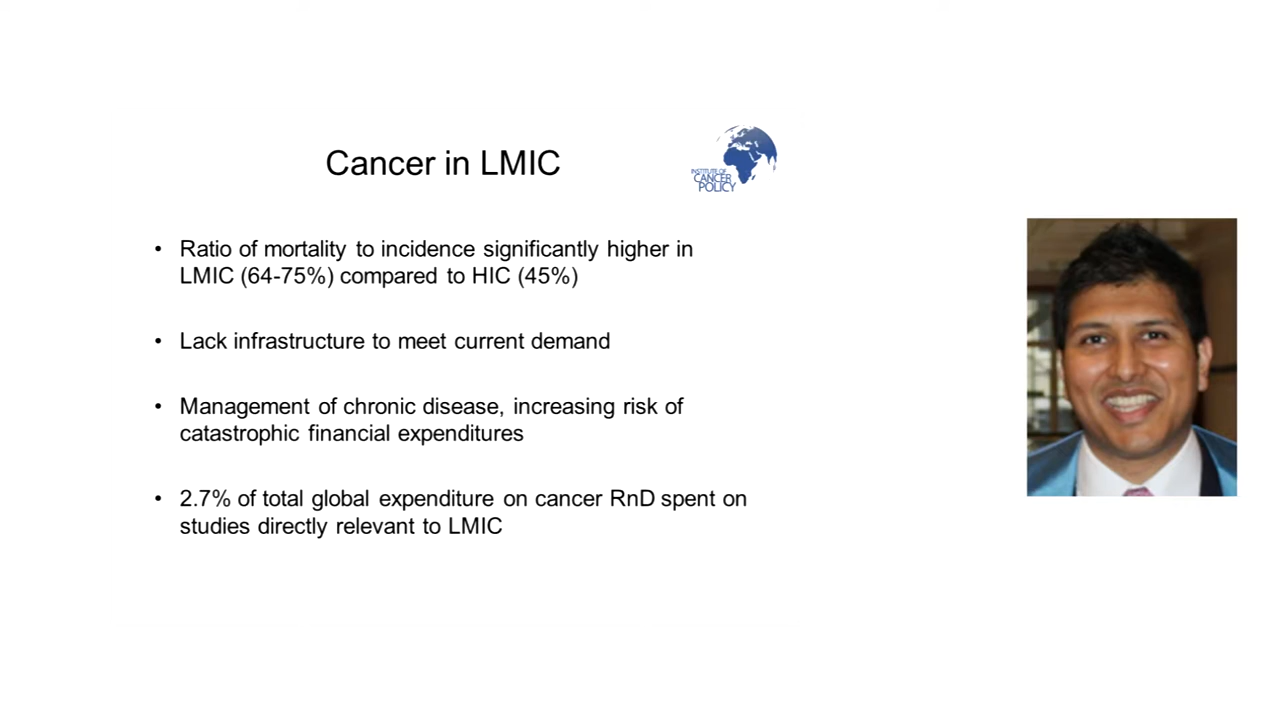 Cancer in LMIC
INSTITUTE OF
CANCER
POLICY
• Ratio of mortality to incidence significantly higher in
LMIC (64-75%) compared to HIC (45%)
• Lack infrastructure to meet current demand
• Management of chronic disease, increasing risk of
catastrophic financial expenditures
• 2.7% of total global expenditure on cancer RnD spent on
studies directly relevant to LMIC